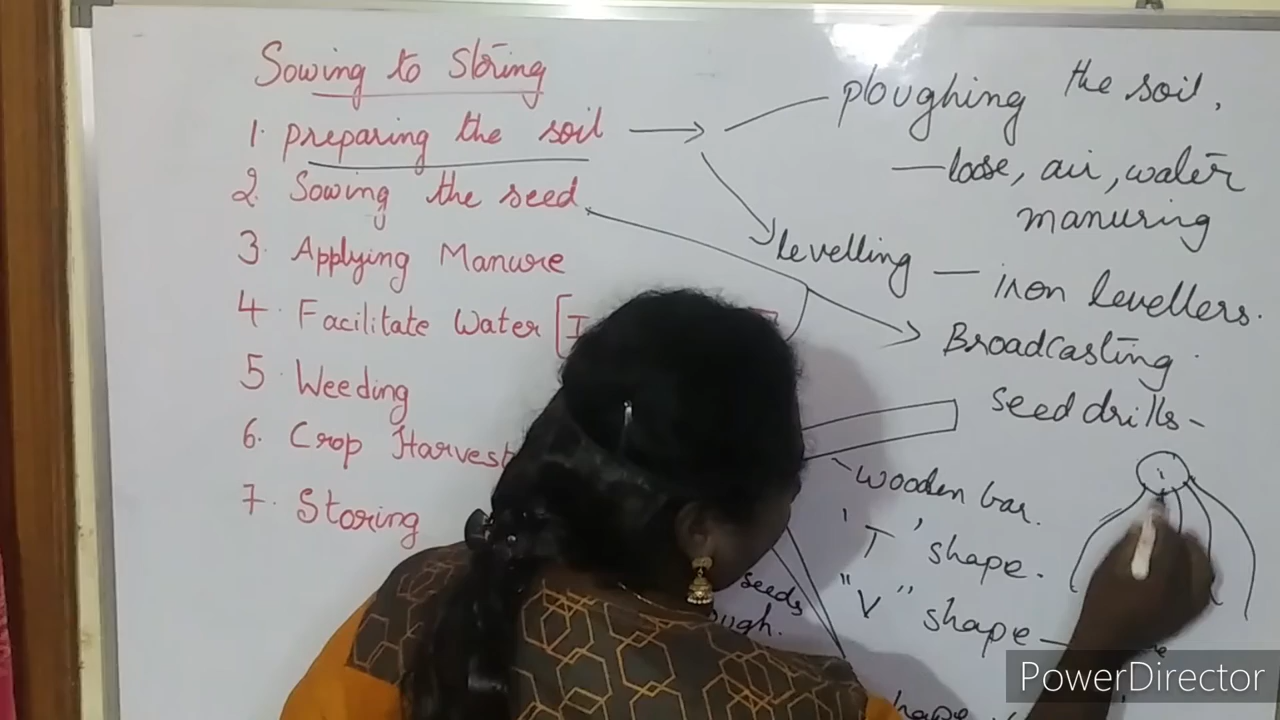 Sowing to Storing
1. preparing the soil
2. Sowing the seed
3. Applying Manure
4. Facilitate Water [I
5. Weeding
6. Crop Harvest
7. Storing
ploughing the soil.
— loose, air, water
manuring
levelling — iron levellers.
Broadcasting.
Seed drills -
- wooden bar.
'T' shape.
"V" shape —
seeds
PowerDirector